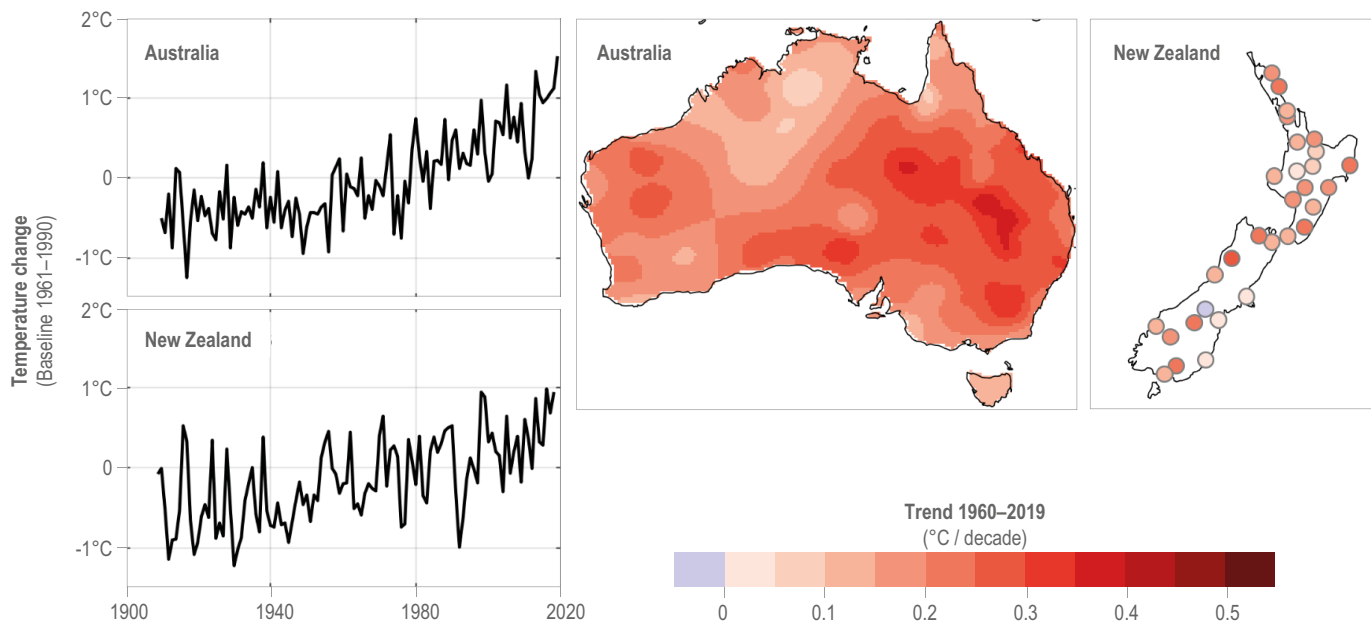 Temperature change
(Baseline 1961–1990)
2°C
1°C
0
-1°C
Australia
2°C
1°C
0
-1°C
New Zealand
1900
1940
1980
2020
Australia
New Zealand
Trend 1960–2019
(°C / decade)
0
0.1
0.2
0.3
0.4
0.5